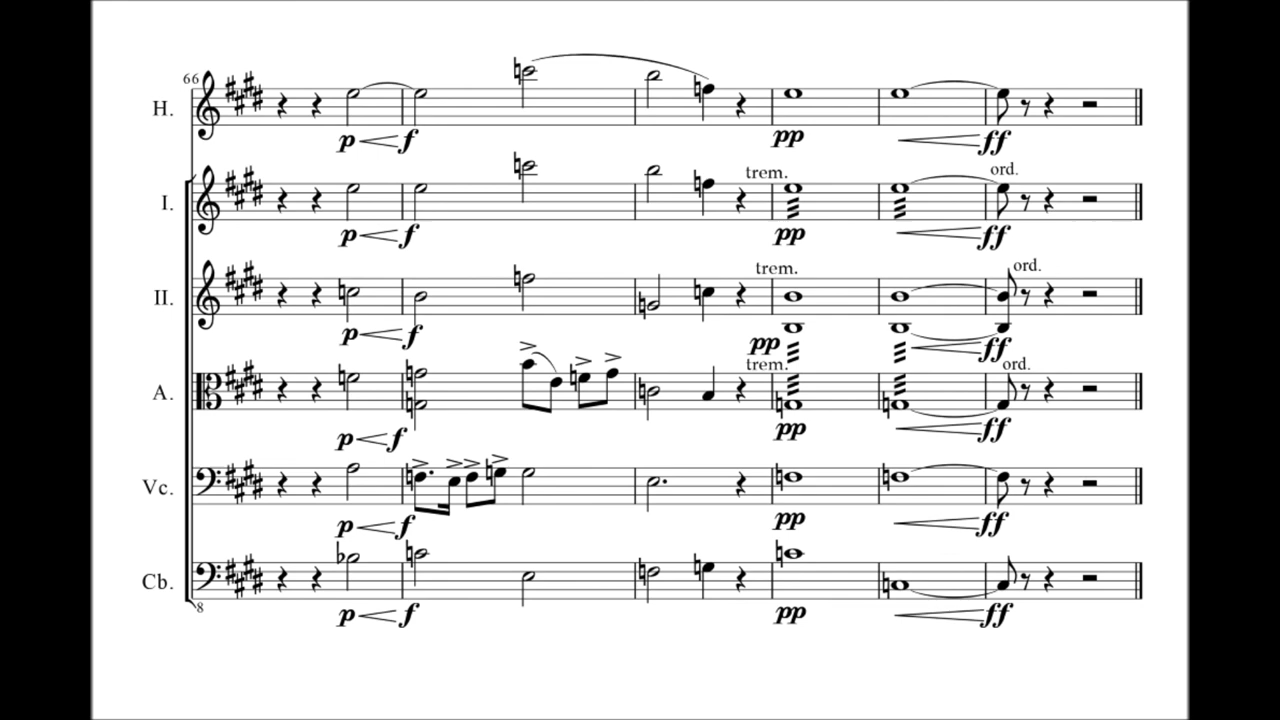 66
H.
p f pp ff
trem. ord.
I.
p f pp ff
trem. ord.
II.
p f pp ff
trem. ord.
A.
p f pp ff
Vc.
p f pp ff
Cb.
8
p f pp ff